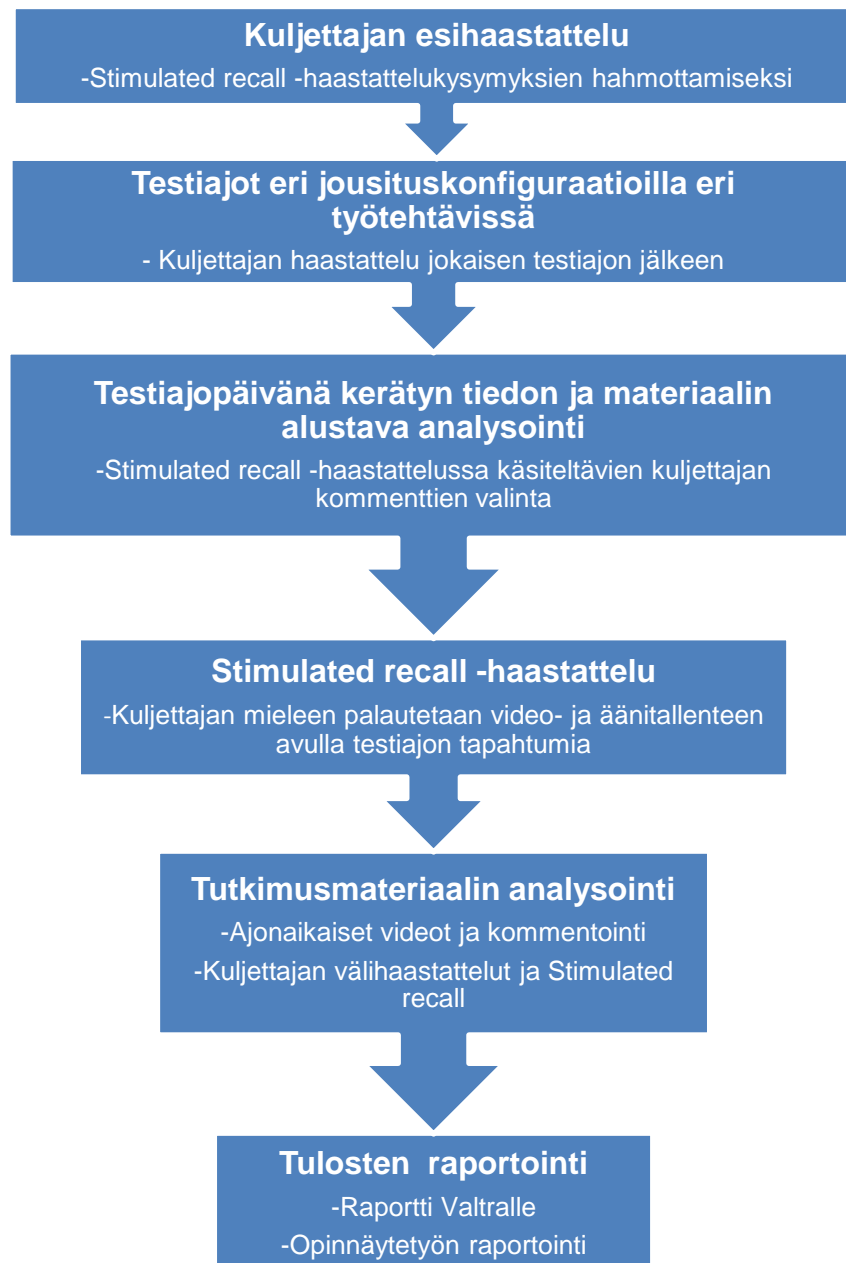 Kuljettajan esihaastattelu
-Stimulated recall -haastattelukysymyksien hahmottamiseksi
Testiajot eri jousituskonfiguraatioilla eri
työtehtävissä
- Kuljettajan haastattelu jokaisen testiajon jälkeen
Testiajopäivänä kerätyn tiedon ja materiaalin
alustava analysointi
-Stimulated recall -haastattelussa käsiteltävien kuljettajan
kommenttien valinta
Stimulated recall -haastattelu
-Kuljettajan mieleen palautetaan video- ja äänitallenteen
avulla testiajon tapahtumia
Tutkimusmateriaalin analysointi
-Ajonaikaiset videot ja kommentointi
-Kuljettajan välihaastattelut ja Stimulated
recall
Tulosten raportointi
-Raportti Valtralle
-Opinnäytetyön raportointi